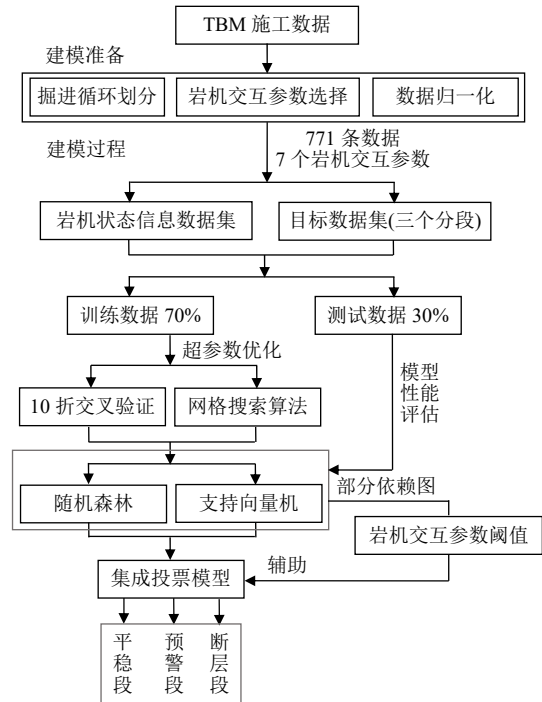 TBM 施工数据
建模准备
掘进循环划分
岩机交互参数选择
数据归一化
建模过程
771 条数据
7 个岩机交互参数
岩机状态信息数据集
目标数据集(三个分段)
训练数据 70%
测试数据 30%
超参数优化
10 折交叉验证
网格搜索算法
模型
性能
评估
随机森林
支持向量机
部分依赖图
岩机交互参数阈值
集成投票模型
辅助
平稳段
预警段
断层段